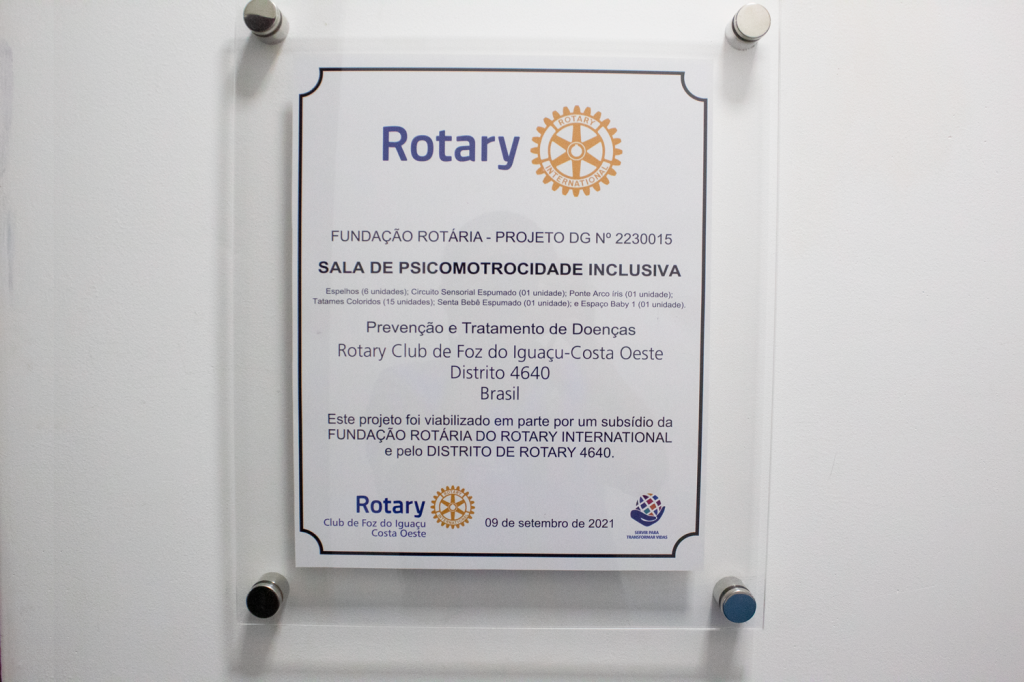 Rotary
ROTARY
INTERNATIONAL
FUNDAÇÃO ROTÁRIA - PROJETO DG Nº 2230015
SALA DE PSICOMOTROCIDADE INCLUSIVA
Espelhos (6 unidades); Circuito Sensorial Espumado (01 unidade); Ponte Arco íris (01 unidade);
Tatames Coloridos (15 unidades); Senta Bebê Espumado (01 unidade); e Espaço Baby 1 (01 unidade).
Prevenção e Tratamento de Doenças
Rotary Club de Foz do Iguaçu-Costa Oeste
Distrito 4640
Brasil
Este projeto foi viabilizado em parte por um subsídio da
FUNDAÇÃO ROTÁRIA DO ROTARY INTERNATIONAL
e pelo DISTRITO DE ROTARY 4640.
Rotary
Club de Foz do Iguaçu
Costa Oeste
09 de setembro de 2021
SERVIR PARA
TRANSFORMAR VIDAS